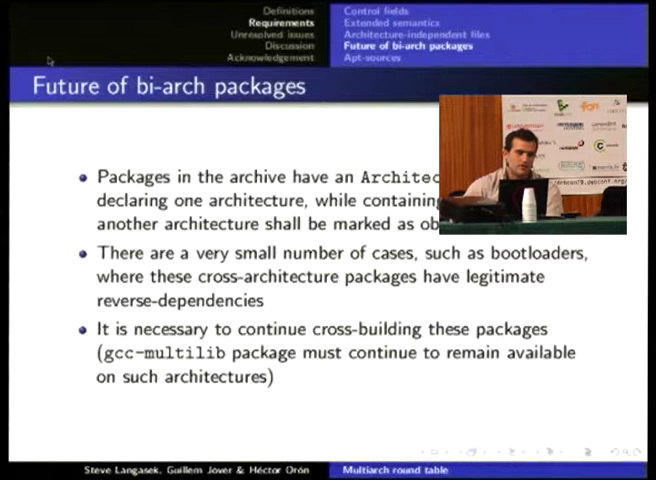 Definitions
Requirements
Unresolved issues
Discussion
Acknowledgement
Control fields
Extended semantics
Architecture-independent files
Future of bi-arch packages
Apt-sources
Future of bi-arch packages
Packages in the archive have an Architec
declaring one architecture, while containing
another architecture shall be marked as ob
There are a very small number of cases, such as bootloaders,
where these cross-architecture packages have legitimate
reverse-dependencies
It is necessary to continue cross-building these packages
(gcc-multilib package must continue to remain available
on such architectures)
Steve Langasek, Guillem Jover & Héctor Orón
Multiarch round table